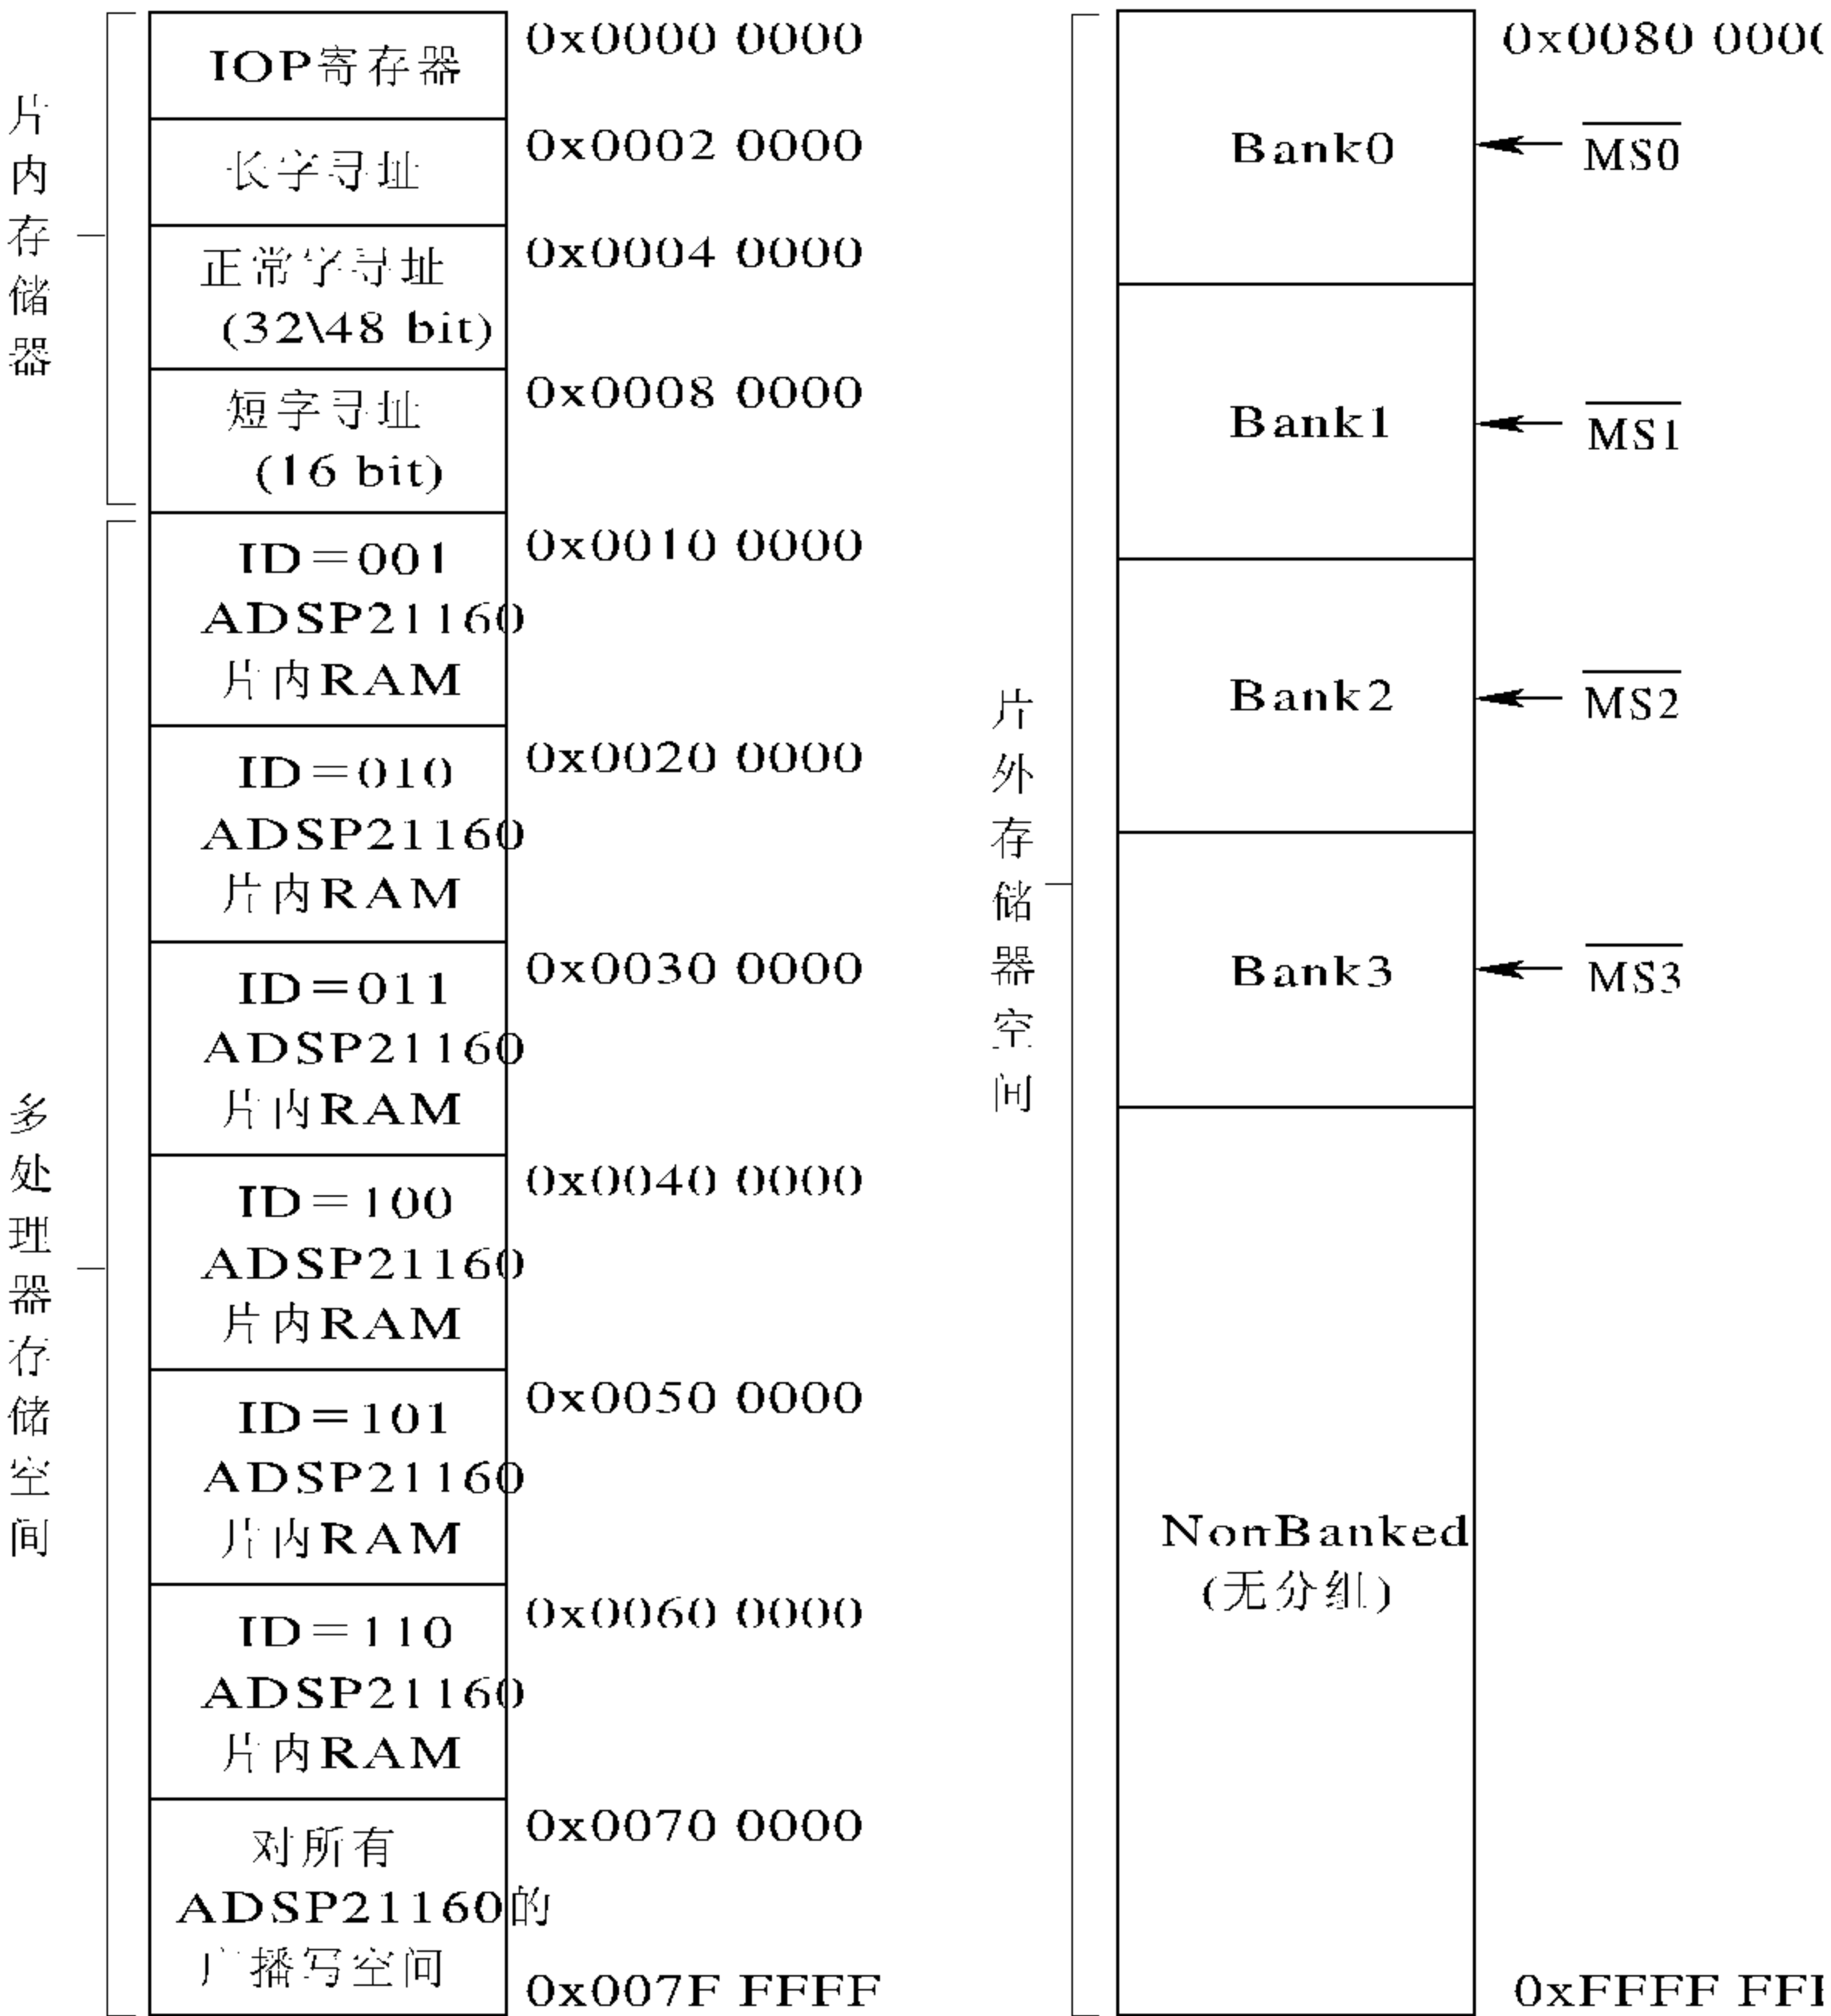 片内存储器
IOP寄存器
0x0000 0000
长字寻址
0x0002 0000
正常字寻址
(32\48 bit)
0x0004 0000
短字寻址
(16 bit)
0x0008 0000
多处理器存储空间
ID=001
ADSP21160
片内RAM
0x0010 0000
ID=010
ADSP21160
片内RAM
0x0020 0000
ID=011
ADSP21160
片内RAM
0x0030 0000
ID=100
ADSP21160
片内RAM
0x0040 0000
ID=101
ADSP21160
片内RAM
0x0050 0000
ID=110
ADSP21160
片内RAM
0x0060 0000
对所有
ADSP21160的
广播写空间
0x0070 0000
0x007F FFFF
片外存储器空间
0x0080
Bank0
MS0
Bank1
MS1
Bank2
MS2
Bank3
MS3
NonBanked
(无分组)
0xFFFF